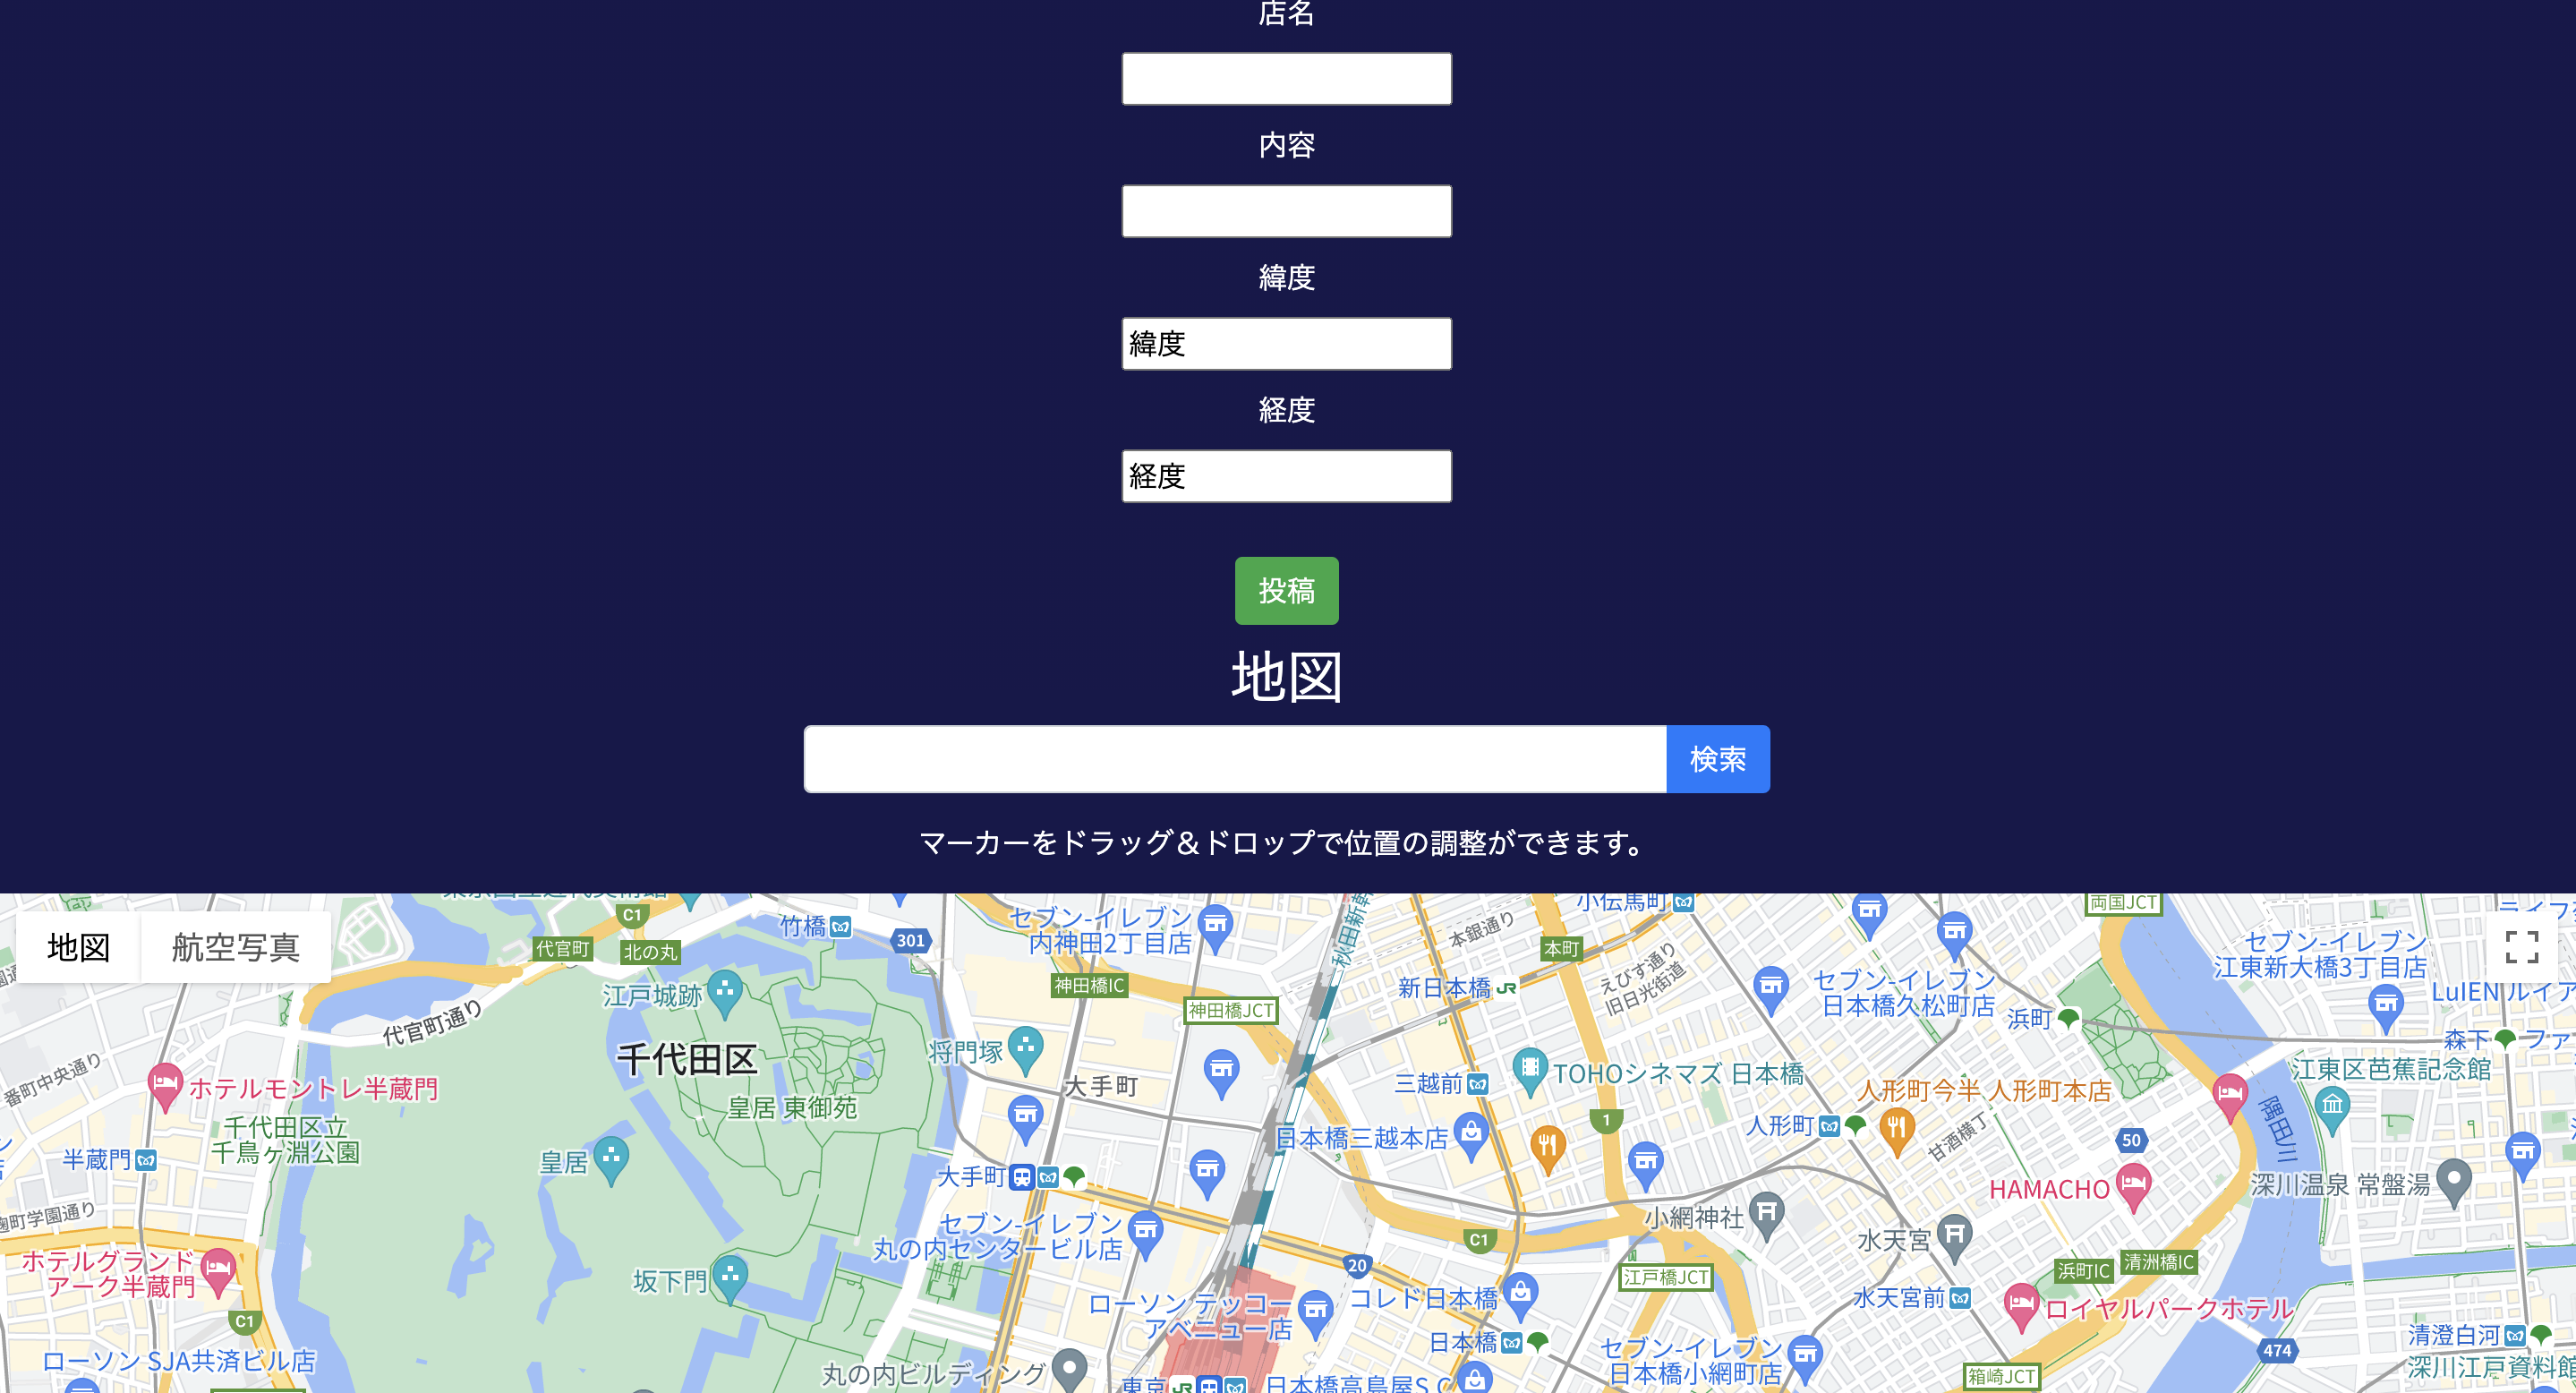 店名
内容
緯度
緯度
経度
経度
投稿
地図
検索
マーカーをドラッグ＆ドロップで位置の調整ができます。
地図
航空写真
C1
代官町
北の丸
竹橋
301
セブン-イレブン
内神田2丁目店
神田橋IC
神田橋JCT
秋田新幹
本銀通り
小伝馬町
本町
えびす通り
旧日光街道
新日本橋
両国JCT
セブン-イレブン
江東新大橋3丁目店
セブン-イレブン
日本橋久松町店
浜町
LuIEN ルイア
森下
ファ
江戸城跡
代官町通り
千代田区
番町中央通り
将門塚
大手町
三越前
TOHOシネマズ 日本橋
人形町今半 人形町本店
江東区芭蕉記念館
ホテルモントレ半蔵門
皇居 東御苑
千代田区立
千鳥ヶ淵公園
1
人形町
甘酒横丁
50
隅田川
日本橋三越本店
半蔵門
皇居
大手町
HAMACHO
深川温泉 常盤湯
麹町学園通り
小網神社
水天宮
セブン-イレブン
丸の内センタービル店
C1
20
ホテルグランド
アーク半蔵門
坂下門
江戸橋JCT
浜町IC
清洲橋IC
ローソン テッコー
アベニュー店
コレド日本橋
水天宮前
ロイヤルパークホテル
C1
日本橋
セブン-イレブン
日本橋小網町店
清澄白河
474
ローソン SJA共済ビル店
丸の内ビルディング
東京
日本橋高島屋S.C.
箱崎JCT
深川江戸資料館